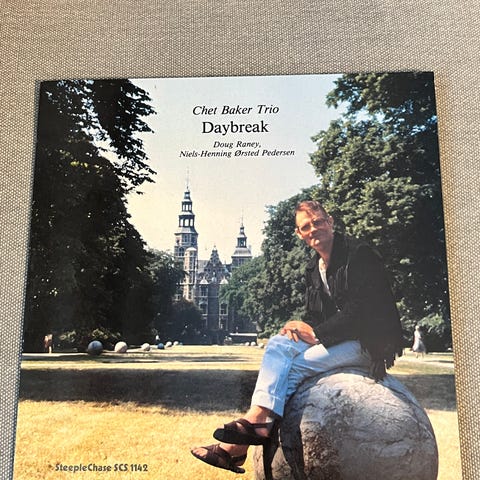 Chet Baker Trio
Daybreak
Doug Raney,
Niels-Henning Ørsted Pedersen
SteepleChase SCS 1142